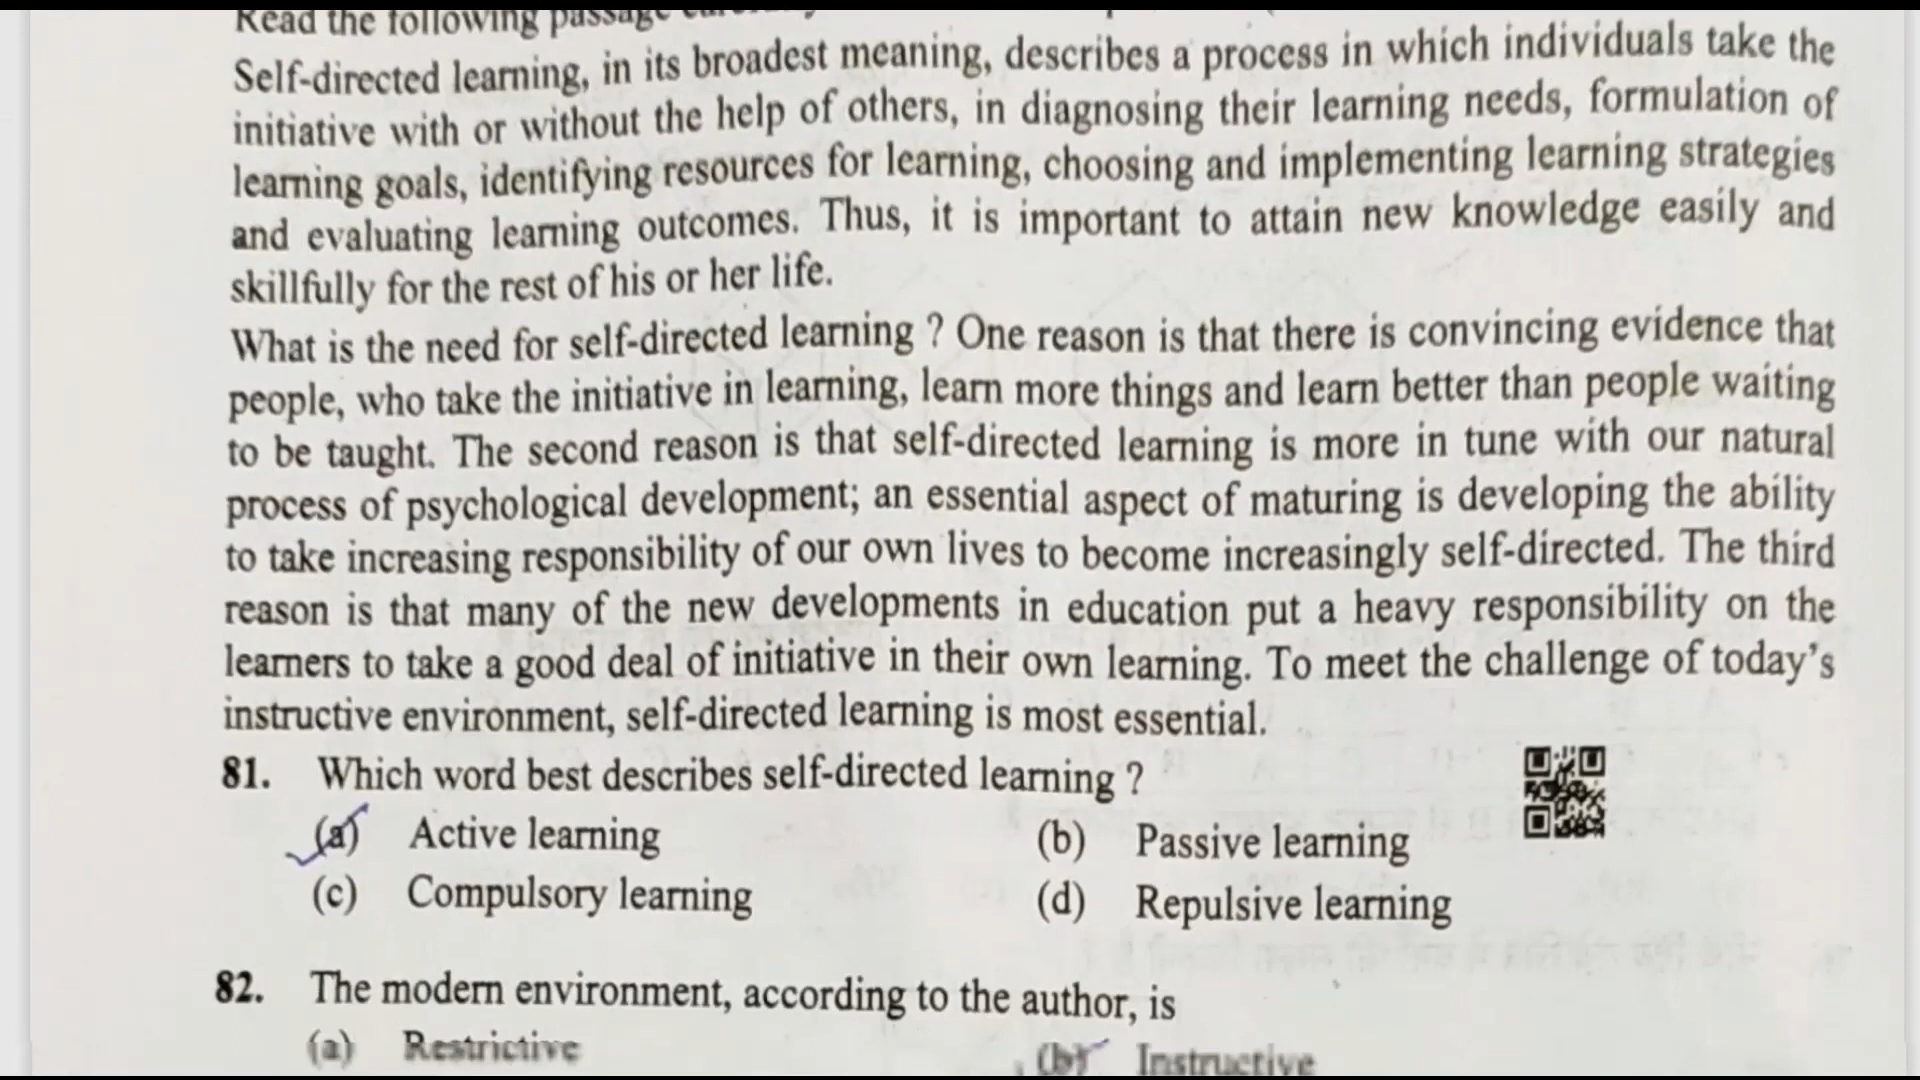 Read the following passage
Self-directed learning, in its broadest meaning, describes a process in which individuals take the
initiative with or without the help of others, in diagnosing their learning needs, formulation of
learning goals, identifying resources for learning, choosing and implementing learning strategies
and evaluating learning outcomes. Thus, it is important to attain new knowledge easily and
skillfully for the rest of his or her life.
What is the need for self-directed learning ? One reason is that there is convincing evidence that
people, who take the initiative in learning, learn more things and learn better than people waiting
to be taught. The second reason is that self-directed learning is more in tune with our natural
process of psychological development; an essential aspect of maturing is developing the ability
to take increasing responsibility of our own lives to become increasingly self-directed. The third
reason is that many of the new developments in education put a heavy responsibility on the
learners to take a good deal of initiative in their own learning. To meet the challenge of today's
instructive environment, self-directed learning is most essential.
81. Which word best describes self-directed learning ?
(a) Active learning (b) Passive learning
(c) Compulsory learning (d) Repulsive learning
82. The modern environment, according to the author, is
(a) Restrictive (b) Instructive